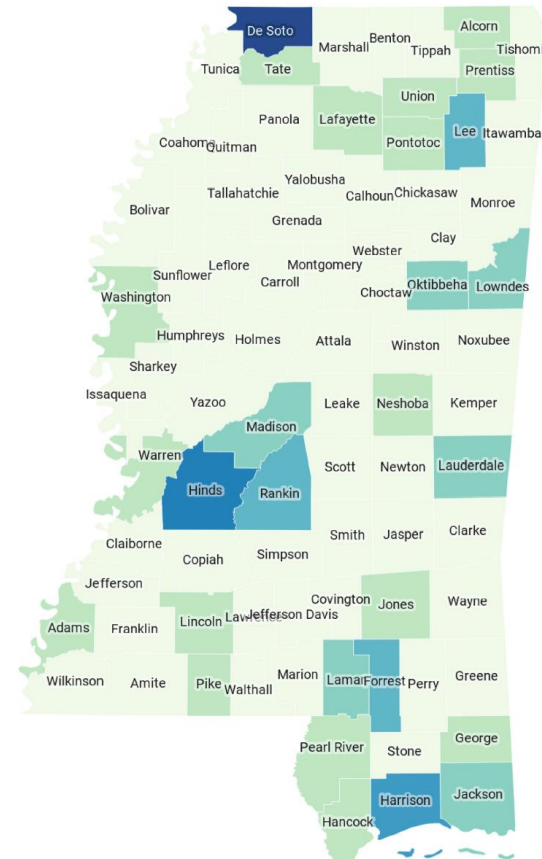 De Soto
Marshall
Benton
Tippah
Alcorn
Tishomi
Tunica
Tate
Prentiss
Union
Panola
Lafayette
Pontotoc
Lee
Itawamba
Coahoma
Quitman
Yalobusha
Tallahatchie
Calhoun
Chickasaw
Monroe
Bolivar
Grenada
Clay
Webster
Sunflower
Leflore
Montgomery
Carroll
Choctaw
Oktibbeha
Lowndes
Washington
Humphreys
Holmes
Attala
Winston
Noxubee
Sharkey
Issaquena
Yazoo
Leake
Neshoba
Kemper
Madison
Warren
Scott
Newton
Lauderdale
Hinds
Rankin
Claiborne
Copiah
Simpson
Smith
Jasper
Clarke
Jefferson
Covington
Jones
Wayne
Adams
Franklin
Lincoln
Lawrence
Jefferson Davis
Wilkinson
Amite
Pike
Walthall
Marion
Lamar
Forrest
Perry
Greene
Pearl River
Stone
George
Harrison
Jackson
Hancock